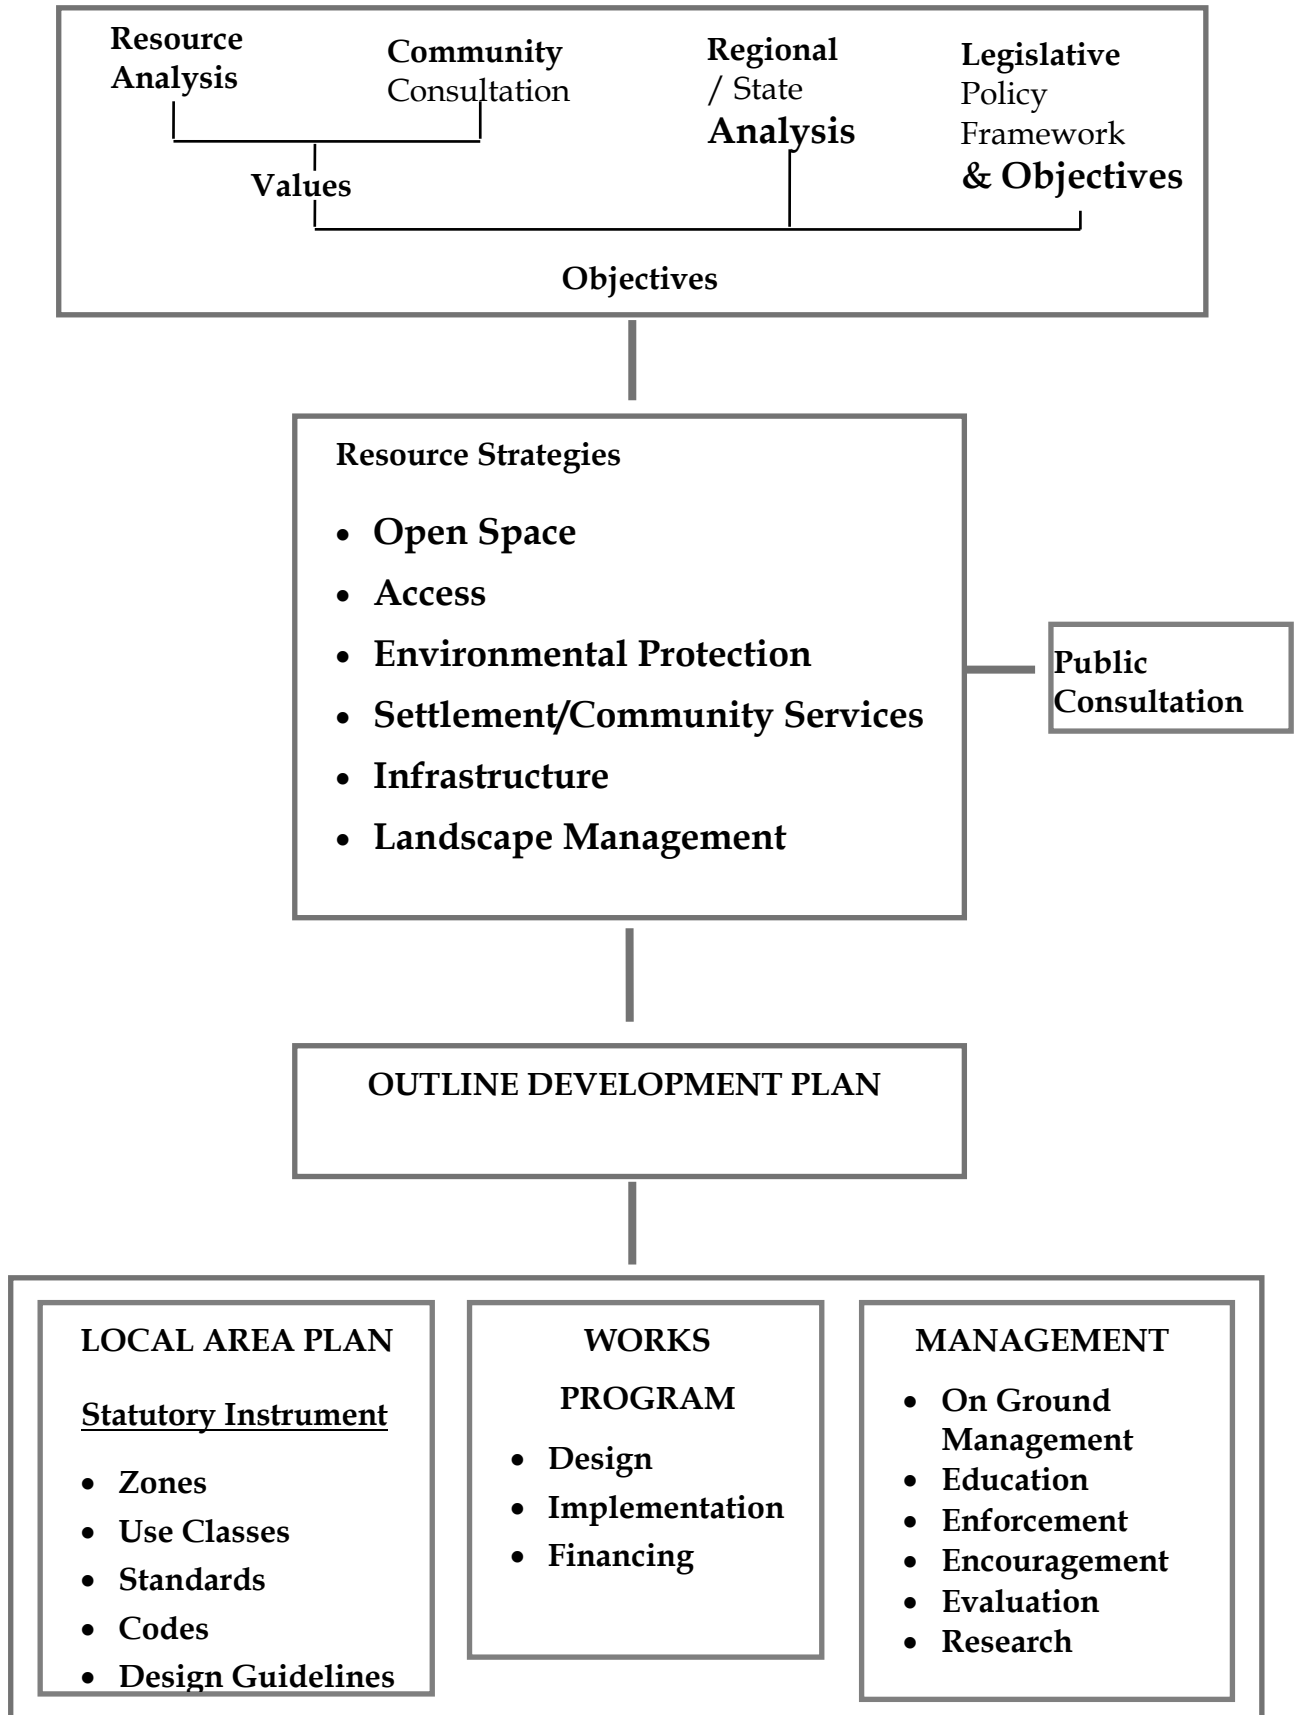 Resource
Analysis
Community
Consultation
Regional
/ State
Analysis
Legislative
Policy
Framework
& Objectives
Values
Objectives
Resource Strategies
• Open Space
• Access
• Environmental Protection
• Settlement/Community Services
• Infrastructure
• Landscape Management
Public
Consultation
OUTLINE DEVELOPMENT PLAN
LOCAL AREA PLAN
Statutory Instrument
• Zones
• Use Classes
• Standards
• Codes
• Design Guidelines
WORKS
PROGRAM
• Design
• Implementation
• Financing
MANAGEMENT
• On Ground
Management
• Education
• Enforcement
• Encouragement
• Evaluation
• Research